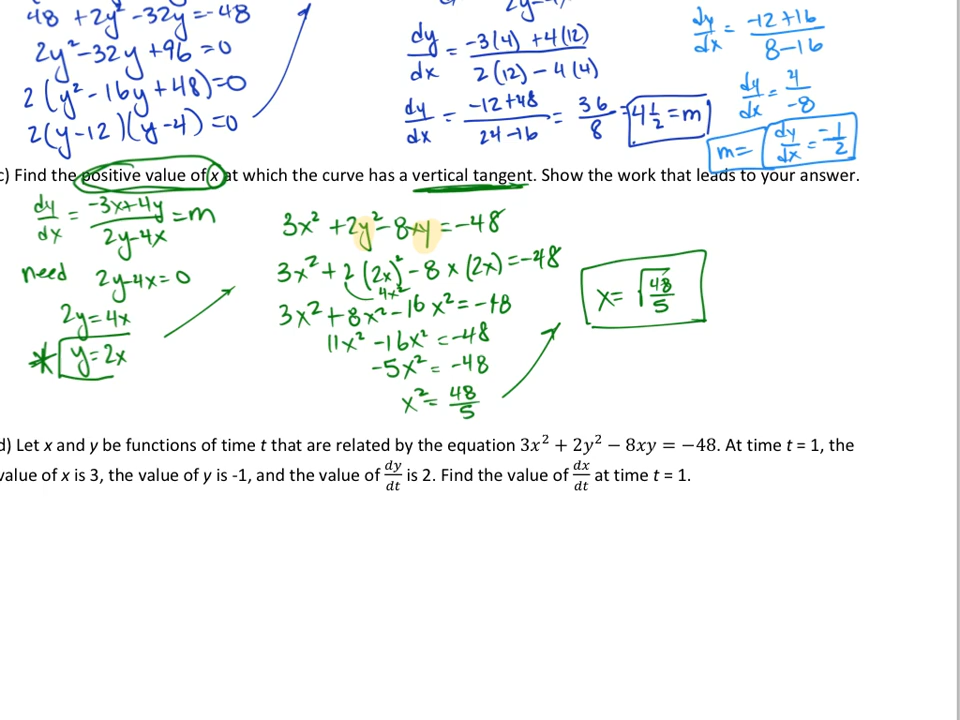 48 + 2y² - 32y = -48
2y² - 32y + 96 = 0
2(y² - 16y + 48) = 0
2(y - 12)(y - 4) = 0
dy/dx = -3(4) + 4(12) / 2(12) - 4(4)
dy/dx = -12 + 48 / 24 - 16 = 36/8 = 4 1/2 = m
dy/dx = -12 + 16 / 8 - 16
dy/dx = 4/-8
m = dy/dx = -1/2
c) Find the positive value of x at which the curve has a vertical tangent. Show the work that leads to your answer.
dy/dx = -3x + 4y / 2y - 4x = m
need 2y - 4x = 0
2y = 4x
* y = 2x
3x² + 2y² - 8xy = -48
3x² + 2(2x)² - 8x(2x) = -48
4x²
3x² + 8x² - 16x² = -48
11x² - 16x² = -48
-5x² = -48
x² = 48/5
x = √48/5
d) Let x and y be functions of time t that are related by the equation 3x² + 2y² − 8xy = −48. At time t = 1, the
value of x is 3, the value of y is -1, and the value of dy/dt is 2. Find the value of dx/dt at time t = 1.